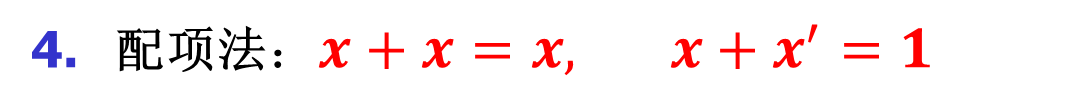 4. 配项法：x + x = x, x + x′ = 1